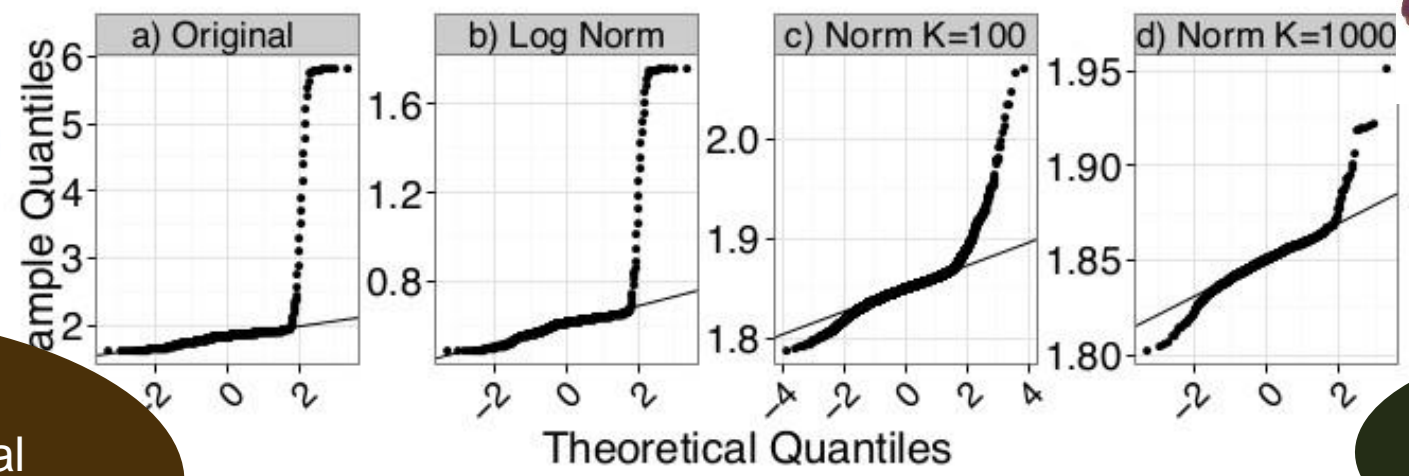 a) Original
b) Log Norm
c) Norm K=100
d) Norm K=1000
ample Quantiles
6
5
4
3
2
1.6
1.2
0.8
2.0
1.9
1.8
1.95
1.90
1.85
1.80
-2 0 2
-2 0 2
-4 -2 0 2 4
-2 0 2
Theoretical Quantiles
al